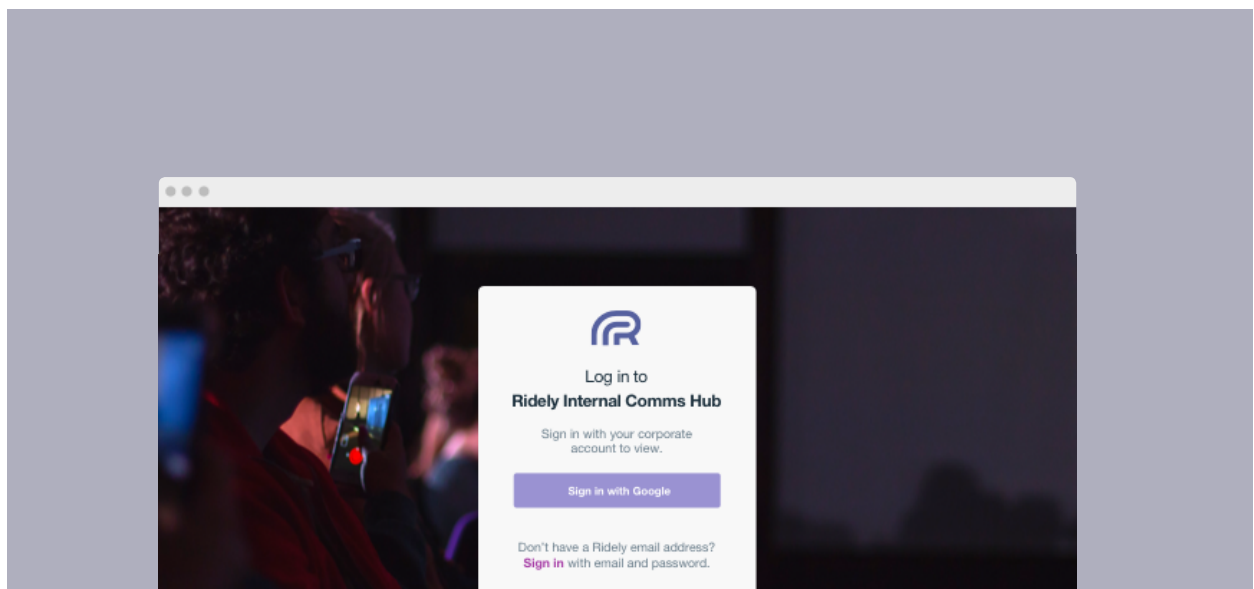 Log in to
Ridely Internal Comms Hub
Sign in with your corporate
account to view.
Sign in with Google
Don't have a Ridely email address?
Sign in with email and password.